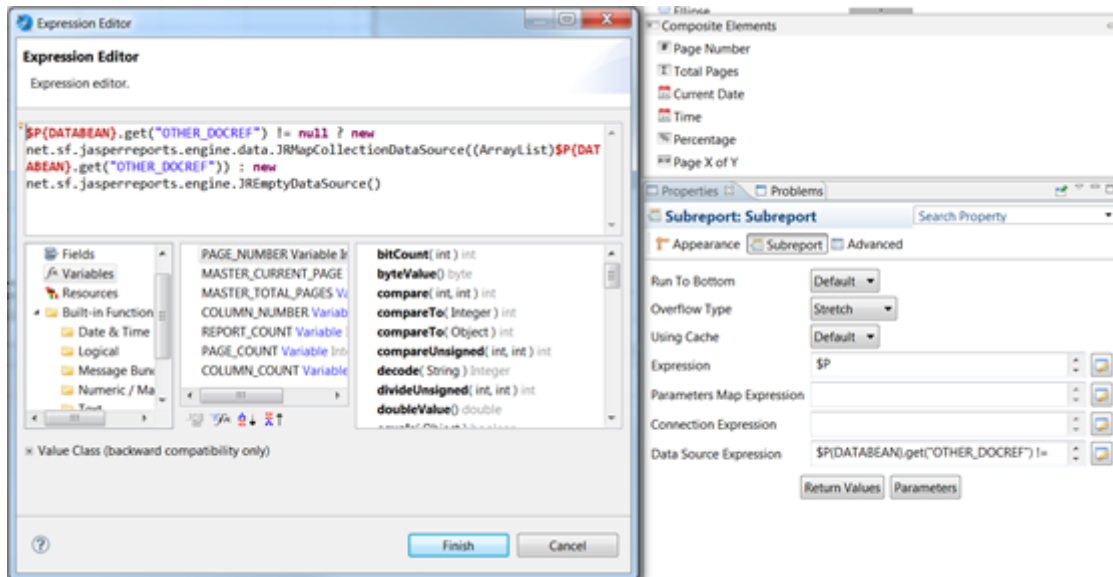 Expression Editor
Expression Editor
Expression editor.
$P{DATABEAN}.get("OTHER_DOCREF") != null ? new
net.sf.jasperreports.engine.data.JRMapCollectionDataSource((ArrayList)$P{DAT
ABEAN}.get("OTHER_DOCREF")) : new
net.sf.jasperreports.engine.JREmptyDataSource()
Fields
Variables
Resources
Built-in Function
Date & Time
Logical
Message Bun
Numeric / Ma
Text
PAGE_NUMBER Variable In
MASTER_CURRENT_PAGE
MASTER_TOTAL_PAGES Va
COLUMN_NUMBER Variab
REPORT_COUNT Variable I
PAGE_COUNT Variable Inte
COLUMN_COUNT Variable
bitCount( int ) int
byteValue() byte
compare( int, int ) int
compareTo( Integer ) int
compareTo( Object ) int
compareUnsigned( int, int ) int
decode( String ) Integer
divideUnsigned( int, int ) int
doubleValue() double
Value Class (backward compatibility only)
Finish
Cancel
Ellipse
Composite Elements
Page Number
Total Pages
Current Date
Time
Percentage
Page X of Y
Properties
Problems
Subreport: Subreport
Search Property
Appearance
Subreport
Advanced
Run To Bottom
Default
Overflow Type
Stretch
Using Cache
Default
Expression
$P
Parameters Map Expression
Connection Expression
Data Source Expression
$P{DATABEAN}.get("OTHER_DOCREF") !=
Return Values
Parameters